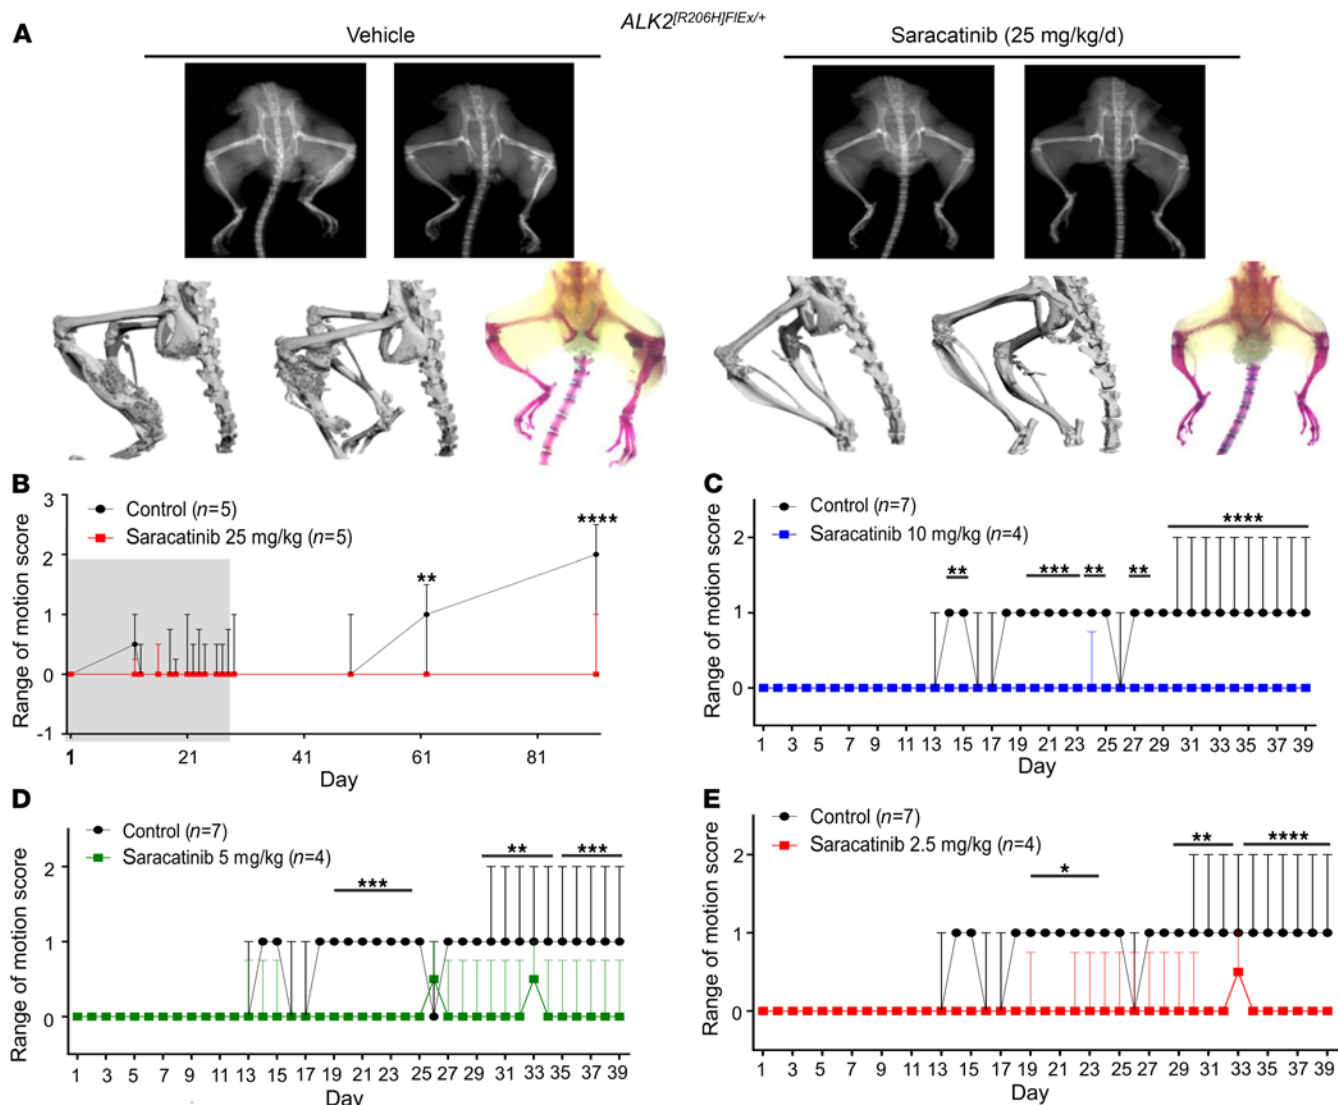 ALK2[R206H]FlEx/+
A
Vehicle
Saracatinib (25 mg/kg/d)
B
Control (n=5)
Saracatinib 25 mg/kg (n=5)
**
****
Range of motion score
3
2
1
0
-1
1
21
41
61
81
Day
C
Control (n=7)
Saracatinib 10 mg/kg (n=4)
**
***
**
**
****
Range of motion score
2
1
0
1 3 5 7 9 11 13 15 17 19 21 23 25 27 29 31 33 35 37 39
Day
D
Control (n=7)
Saracatinib 5 mg/kg (n=4)
***
**
***
Range of motion score
2
1
0
1 3 5 7 9 11 13 15 17 19 21 23 25 27 29 31 33 35 37 39
Day
E
Control (n=7)
Saracatinib 2.5 mg/kg (n=4)
*
**
****
Range of motion score
2
1
0
1 3 5 7 9 11 13 15 17 19 21 23 25 27 29 31 33 35 37 39
Day